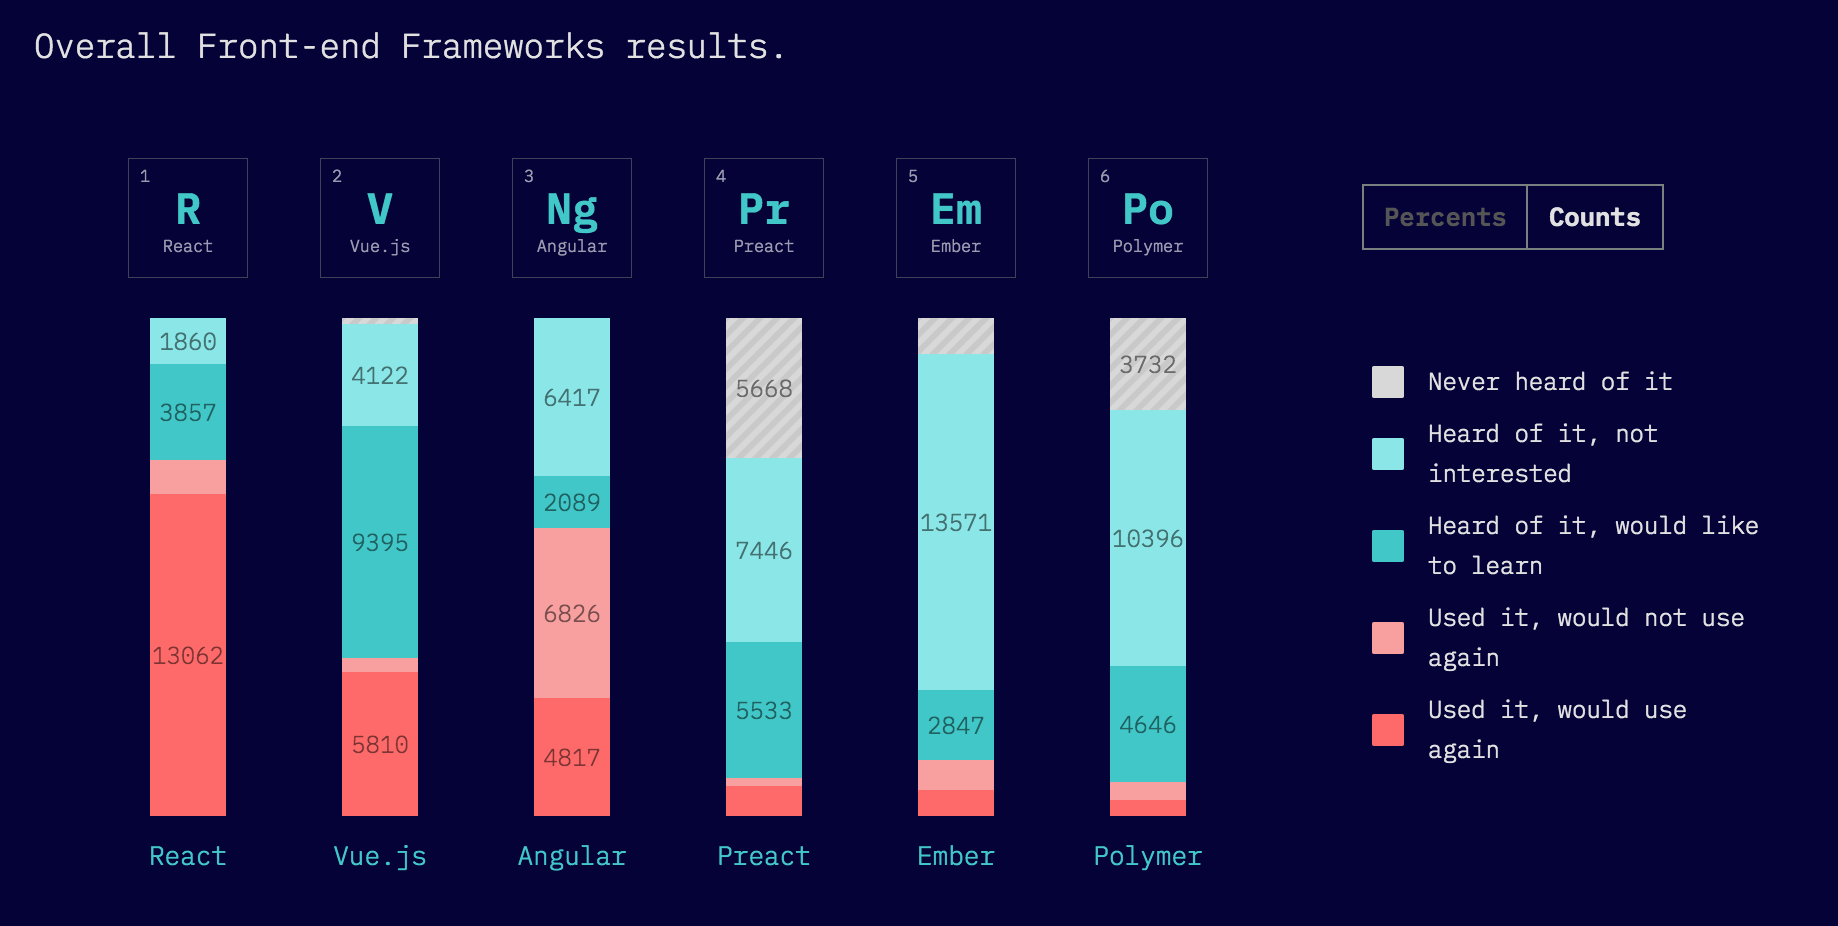 Overall Front-end Frameworks results.
1
R
React
2
V
Vue.js
3
Ng
Angular
4
Pr
Preact
5
Em
Ember
6
Po
Polymer
Percents
Counts
1860
3857
13062
4122
9395
5810
6417
2089
6826
4817
5668
7446
5533
13571
2847
3732
10396
4646
React
Vue.js
Angular
Preact
Ember
Polymer
Never heard of it
Heard of it, not
interested
Heard of it, would like
to learn
Used it, would not use
again
Used it, would use
again